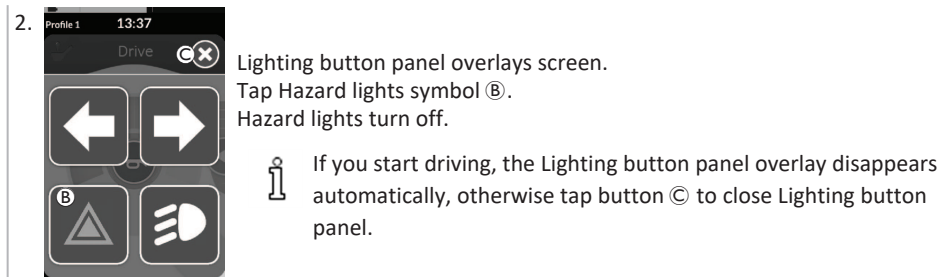 2.
Profile 1 13:37
Drive
Ⓒ
Lighting button panel overlays screen.
Tap Hazard lights symbol Ⓑ.
Hazard lights turn off.
If you start driving, the Lighting button panel overlay disappears
automatically, otherwise tap button Ⓒ to close Lighting button
panel.
Ⓑ